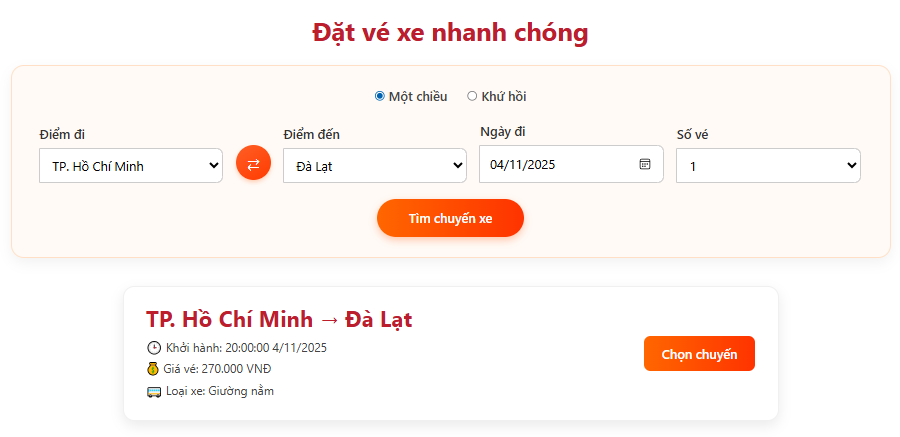 Đặt vé xe nhanh chóng
Một chiều Khứ hồi
Điểm đi Điểm đến Ngày đi Số vé
TP. Hồ Chí Minh Đà Lạt 04/11/2025 1
Tìm chuyến xe
TP. Hồ Chí Minh → Đà Lạt
Khởi hành: 20:00:00 4/11/2025
Giá vé: 270.000 VNĐ
Loại xe: Giường nằm
Chọn chuyến